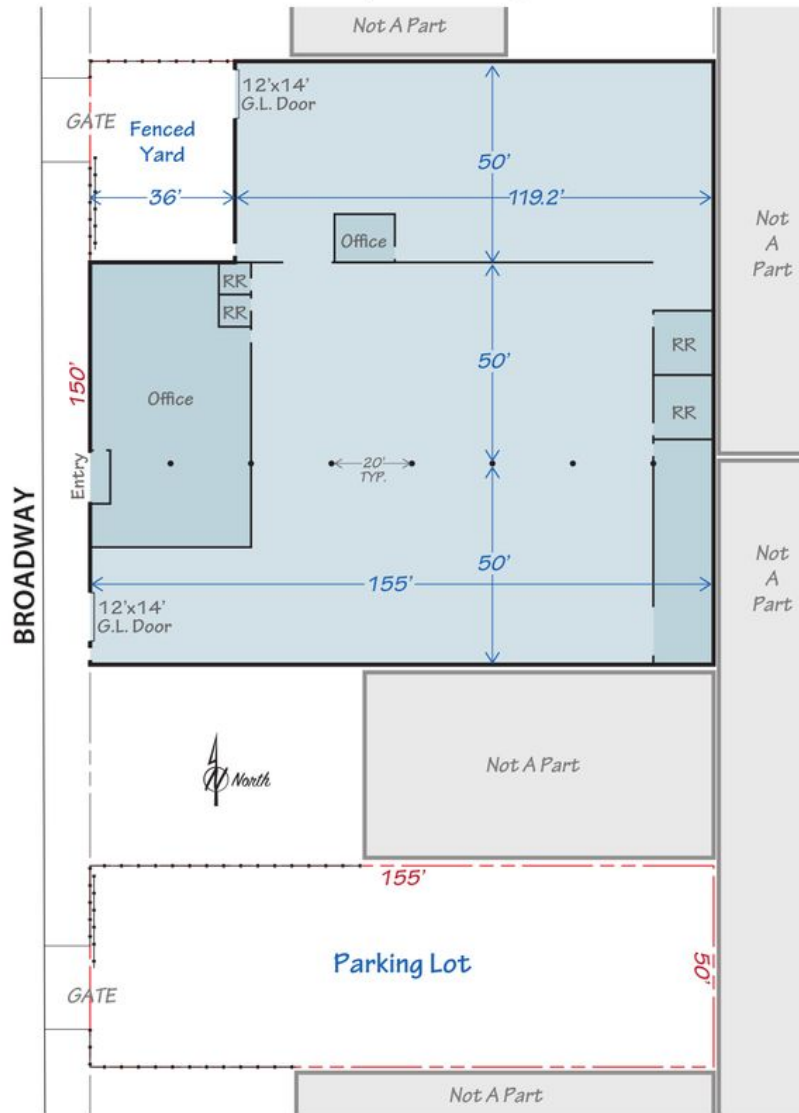 Not A Part
12'x14'
G.L. Door
GATE
Fenced
Yard
50'
36'
119.2'
Office
Not
A
Part
RR
RR
50'
RR
150'
Office
RR
Entry
20'
TYP.
BROADWAY
50'
155'
Not
A
Part
12'x14'
G.L. Door
Not A Part
N North
155'
Parking Lot
50'
GATE
Not A Part